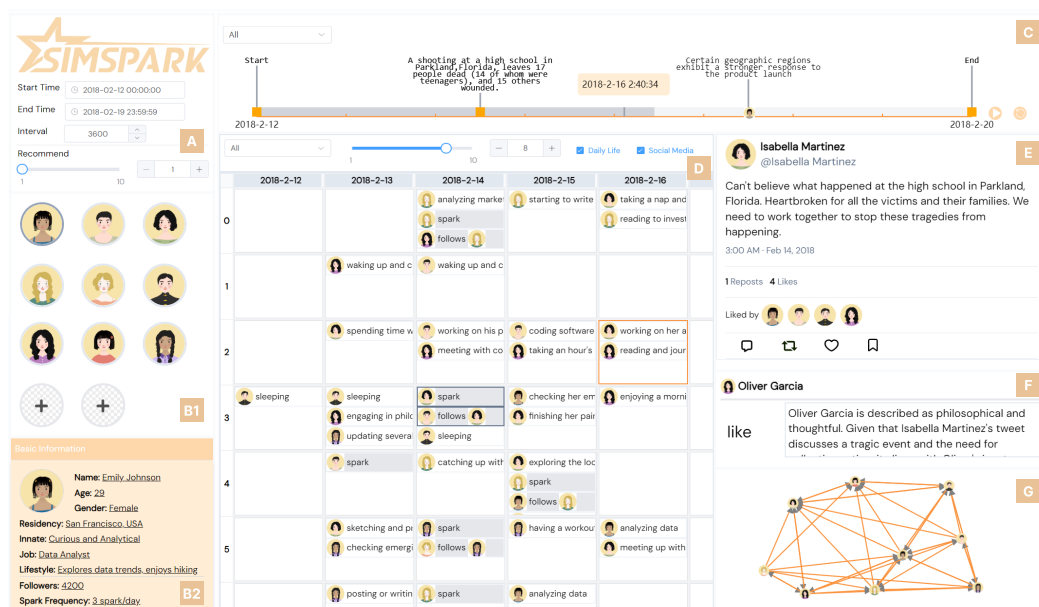 SIMSPARK
Start Time 2018-02-12 00:00:00
End Time 2018-02-19 23:59:59
Interval 3600
A
Recommend
1
1 10
B1
Basic Information
Name: Emily Johnson
Age: 29
Gender: Female
Residency: San Francisco, USA
Innate: Curious and Analytical
Job: Data Analyst
Lifestyle: Explores data trends, enjoys hiking
Followers: 4200
Spark Frequency: 3 spark/day
B2
All
C
Start
A shooting at a high school in
Parkland,Florida, leaves 17
people dead (14 of whom were
teenagers), and 15 others
wounded.
2018-2-16 2:40:34
Certain geographic regions
exhibit a stronger response to
the product launch
End
2018-2-12
2018-2-20
All
1 10
8
Daily Life
Social Media
D
2018-2-12 2018-2-13 2018-2-14 2018-2-15 2018-2-16
0
analyzing marke
starting to write
taking a nap and
spark
reading to invest
follows
1
waking up and c
waking up and c
2
spending time w
working on his p
coding software
working on her a
meeting with co
taking an hour's
reading and jour
3
sleeping
sleeping
spark
checking her em
enjoying a morni
engaging in philo
follows
finishing her pair
updating severa
sleeping
4
spark
catching up with
exploring the loc
spark
follows
5
sketching and pr
spark
having a workou
analyzing data
checking emergi
follows
meeting up with
posting or writin
spark
analyzing data
E
Isabella Martinez
@Isabella Martinez
Can't believe what happened at the high school in Parkland,
Florida. Heartbroken for all the victims and their families. We
need to work together to stop these tragedies from
happening.
3:00 AM · Feb 14, 2018
1 Reposts 4 Likes
Liked by
Oliver Garcia
F
like
Oliver Garcia is described as philosophical and
thoughtful. Given that Isabella Martinez's tweet
discusses a tragic event and the need for
G